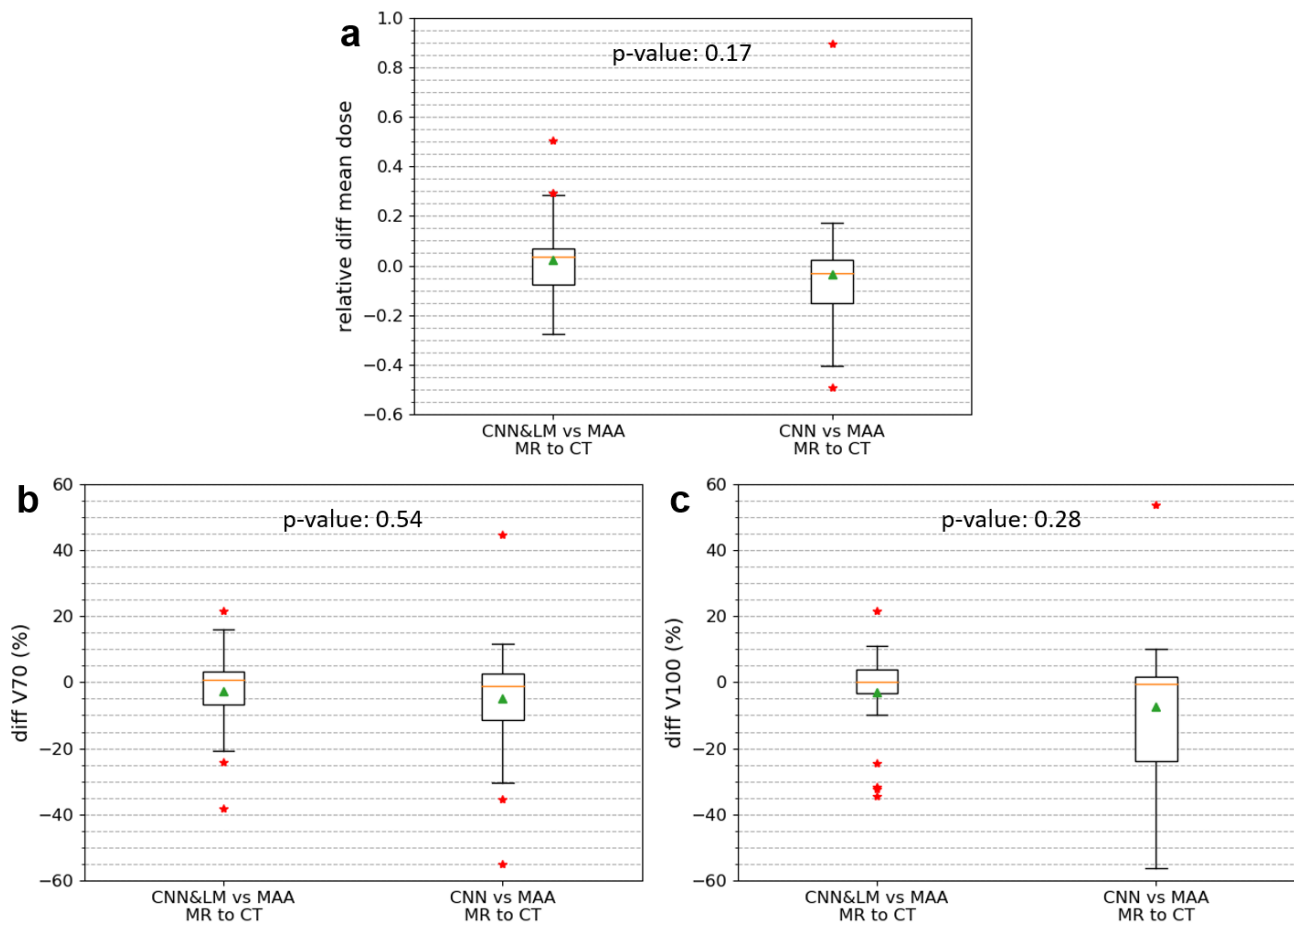 a
p-value: 0.17
relative diff mean dose
1.0
0.8
0.6
0.4
0.2
0.0
−0.2
−0.4
−0.6
CNN&LM vs MAA
MR to CT
CNN vs MAA
MR to CT
b
p-value: 0.54
diff V70 (%)
60
40
20
0
−20
−40
−60
CNN&LM vs MAA
MR to CT
CNN vs MAA
MR to CT
c
p-value: 0.28
diff V100 (%)
60
40
20
0
−20
−40
−60
CNN&LM vs MAA
MR to CT
CNN vs MAA
MR to CT